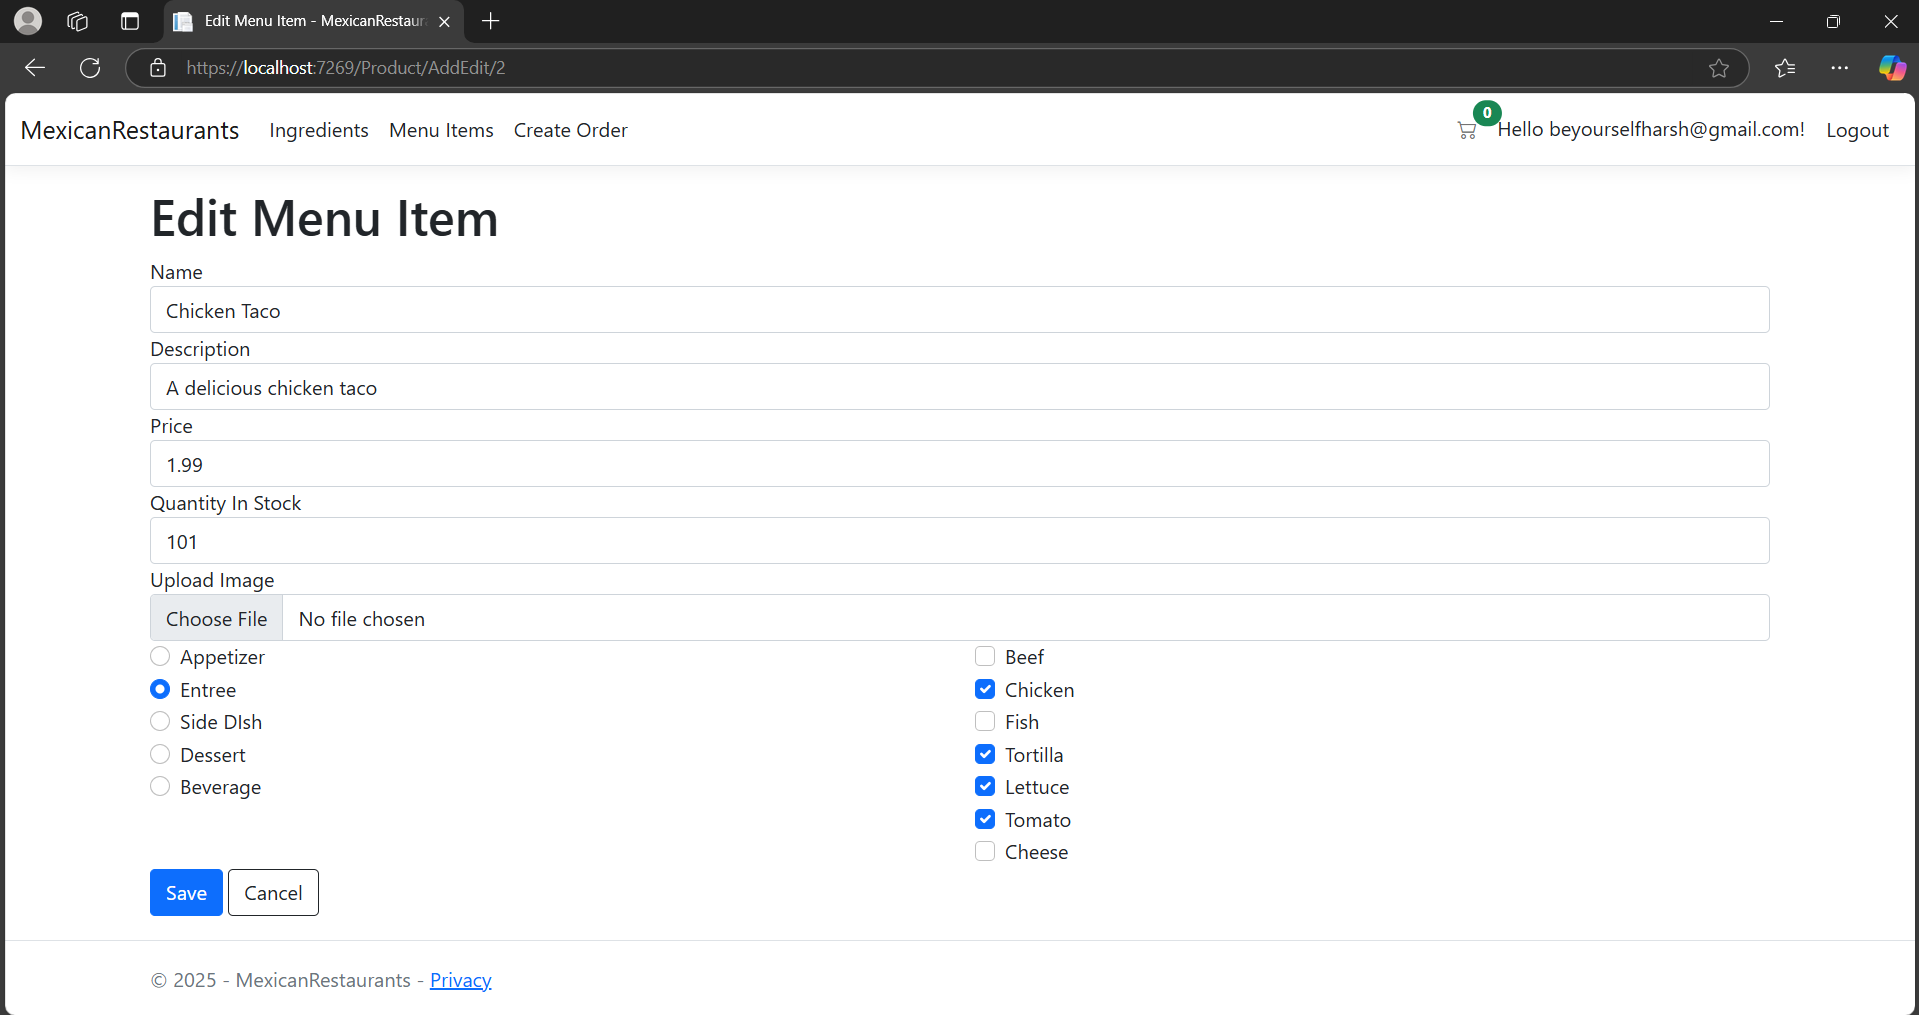 Edit Menu Item - MexicanRestaur
https://localhost:7269/Product/AddEdit/2
MexicanRestaurants Ingredients Menu Items Create Order 0 Hello beyourselfharsh@gmail.com! Logout
Edit Menu Item
Name
Chicken Taco
Description
A delicious chicken taco
Price
1.99
Quantity In Stock
101
Upload Image
Choose File No file chosen
Appetizer
Entree
Side DIsh
Dessert
Beverage
Beef
Chicken
Fish
Tortilla
Lettuce
Tomato
Cheese
Save Cancel
© 2025 - MexicanRestaurants - Privacy